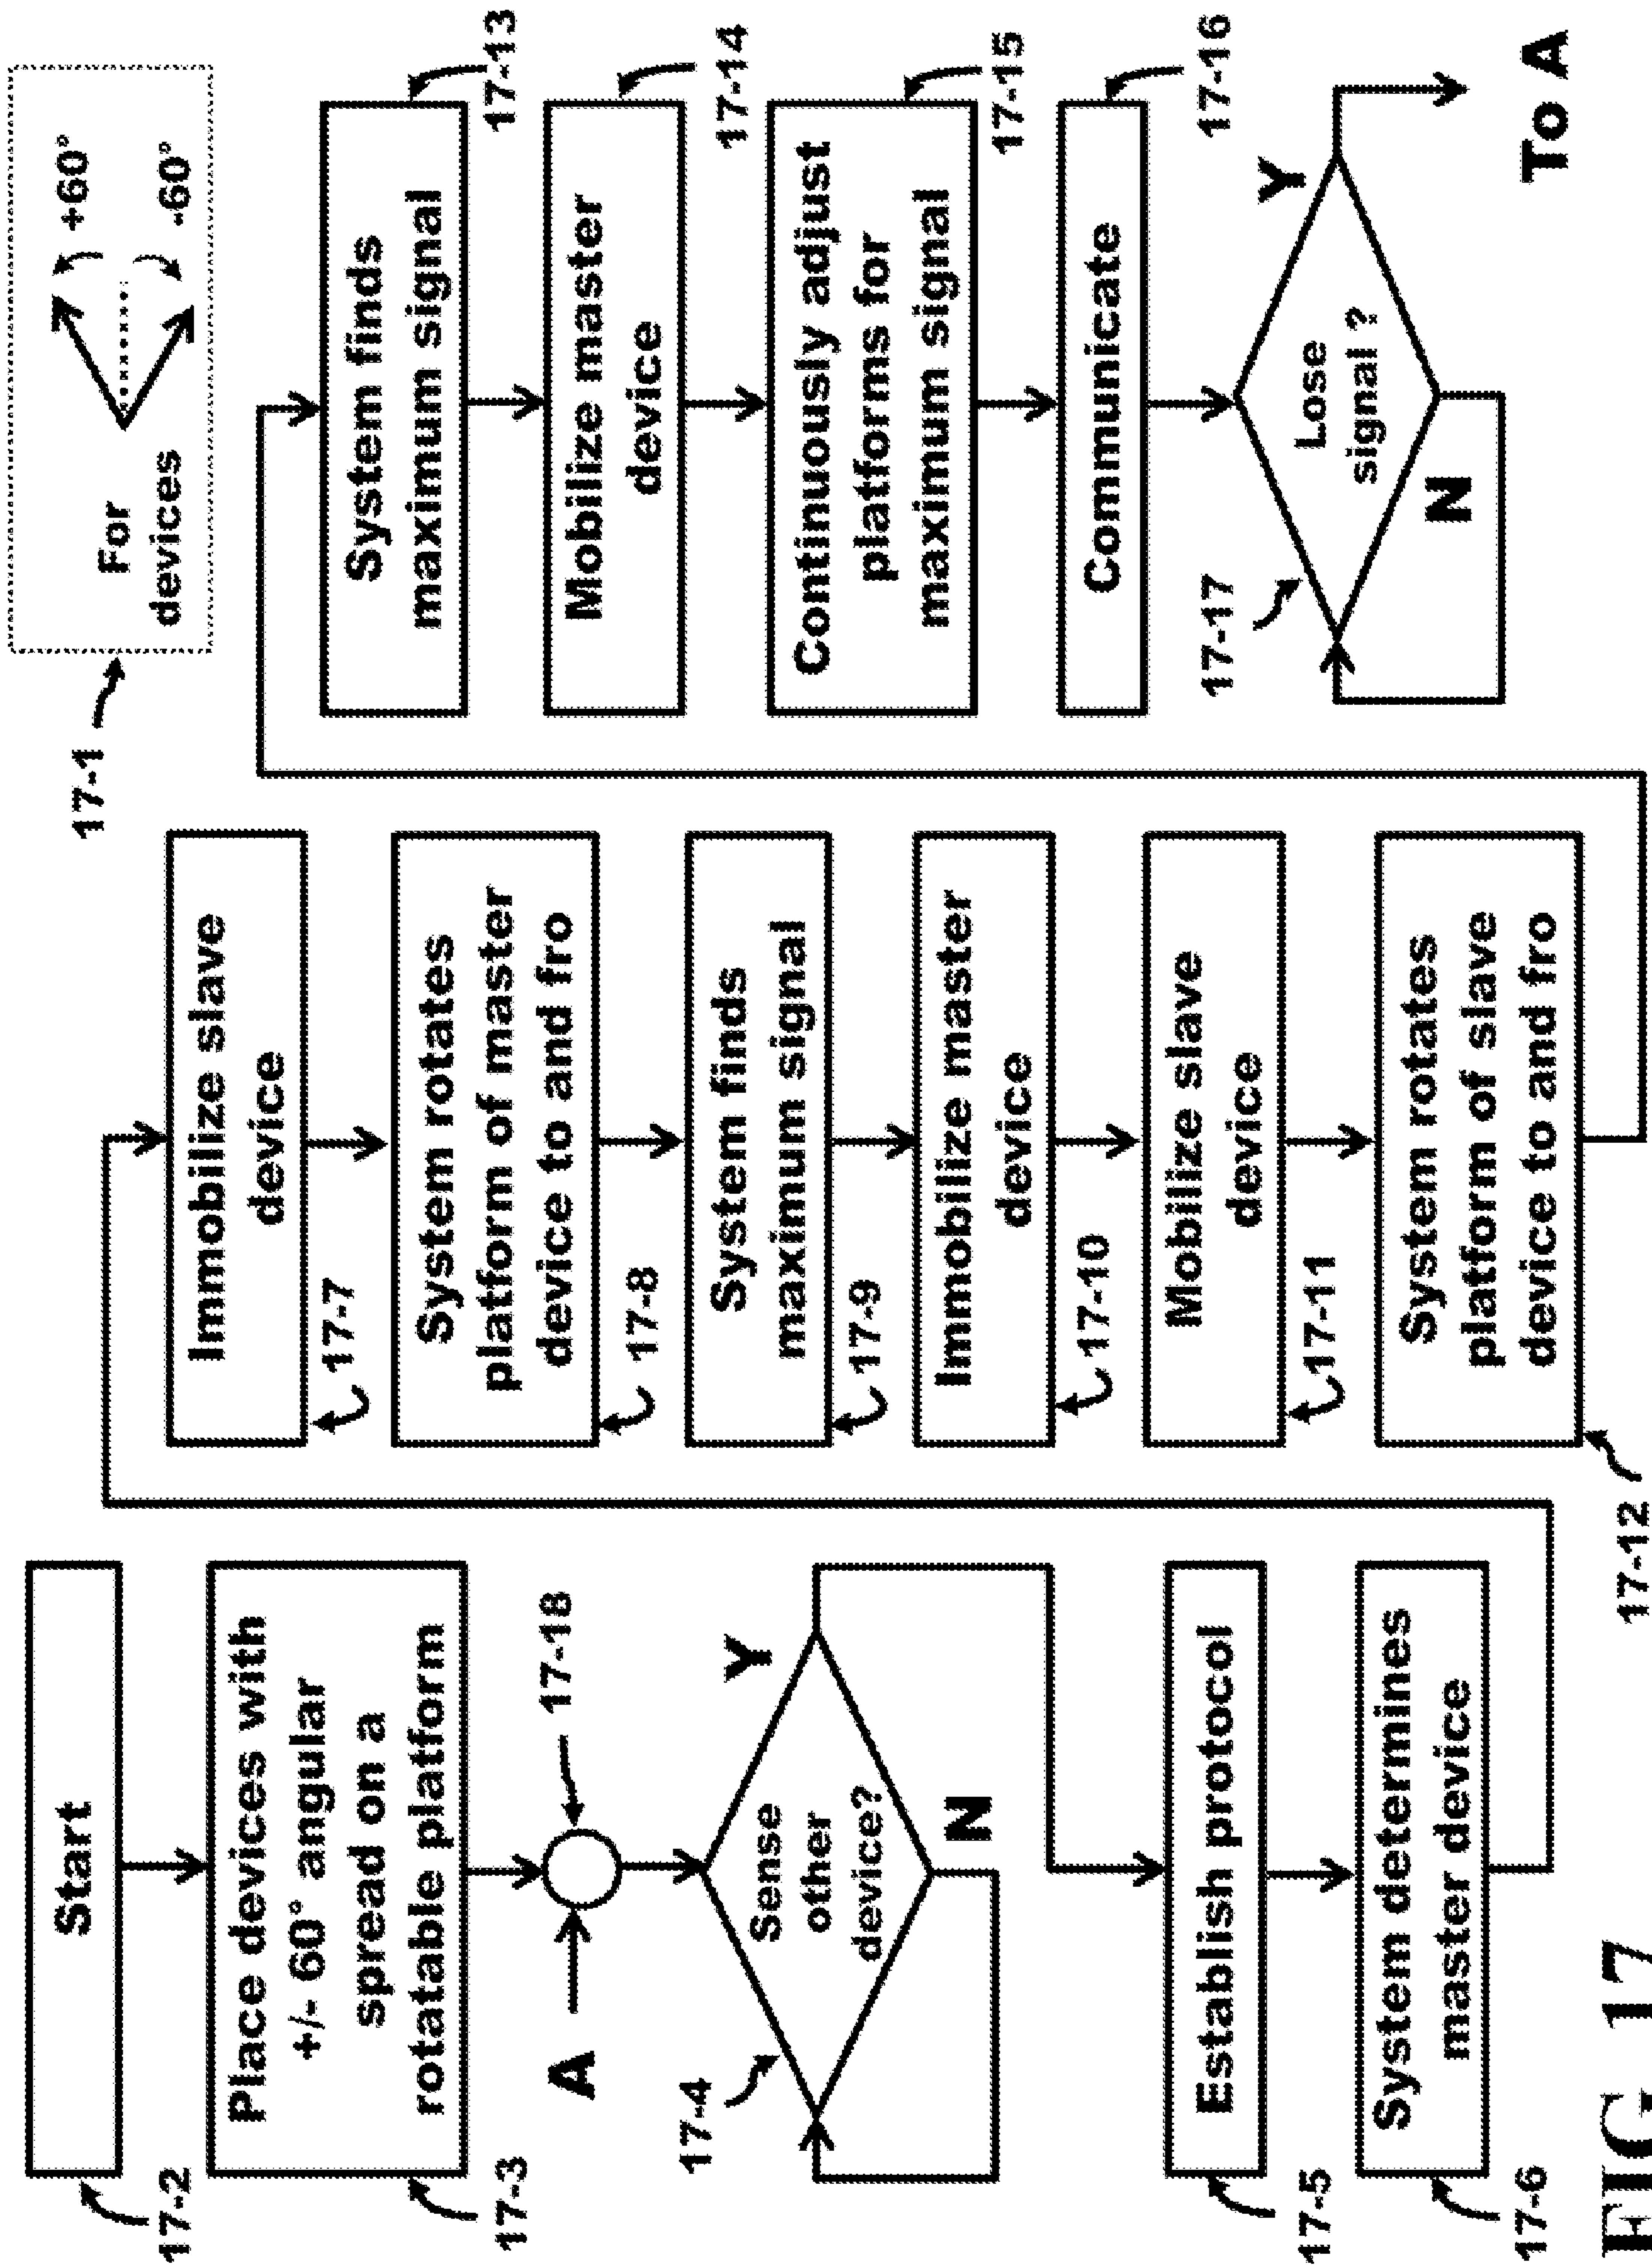 Start
17-2
Place devices with
+/- 60° angular
spread on a
rotatable platform
17-3
A
17-18
Sense
other
device?
Y
N
17-4
Establish protocol
17-5
System determines
master device
17-6
Immobilize slave
device
17-7
System rotates
platform of master
device to and fro
17-8
System finds
maximum signal
17-9
Immobilize master
device
17-10
Mobilize slave
device
17-11
System rotates
platform of slave
device to and fro
17-12
17-1
For
devices
+60°
-60°
System finds
maximum signal
17-13
Mobilize master
device
17-14
Continuously adjust
platforms for
maximum signal
17-15
Communicate
17-16
Lose
signal ?
Y
N
17-17
To A
FIG 17